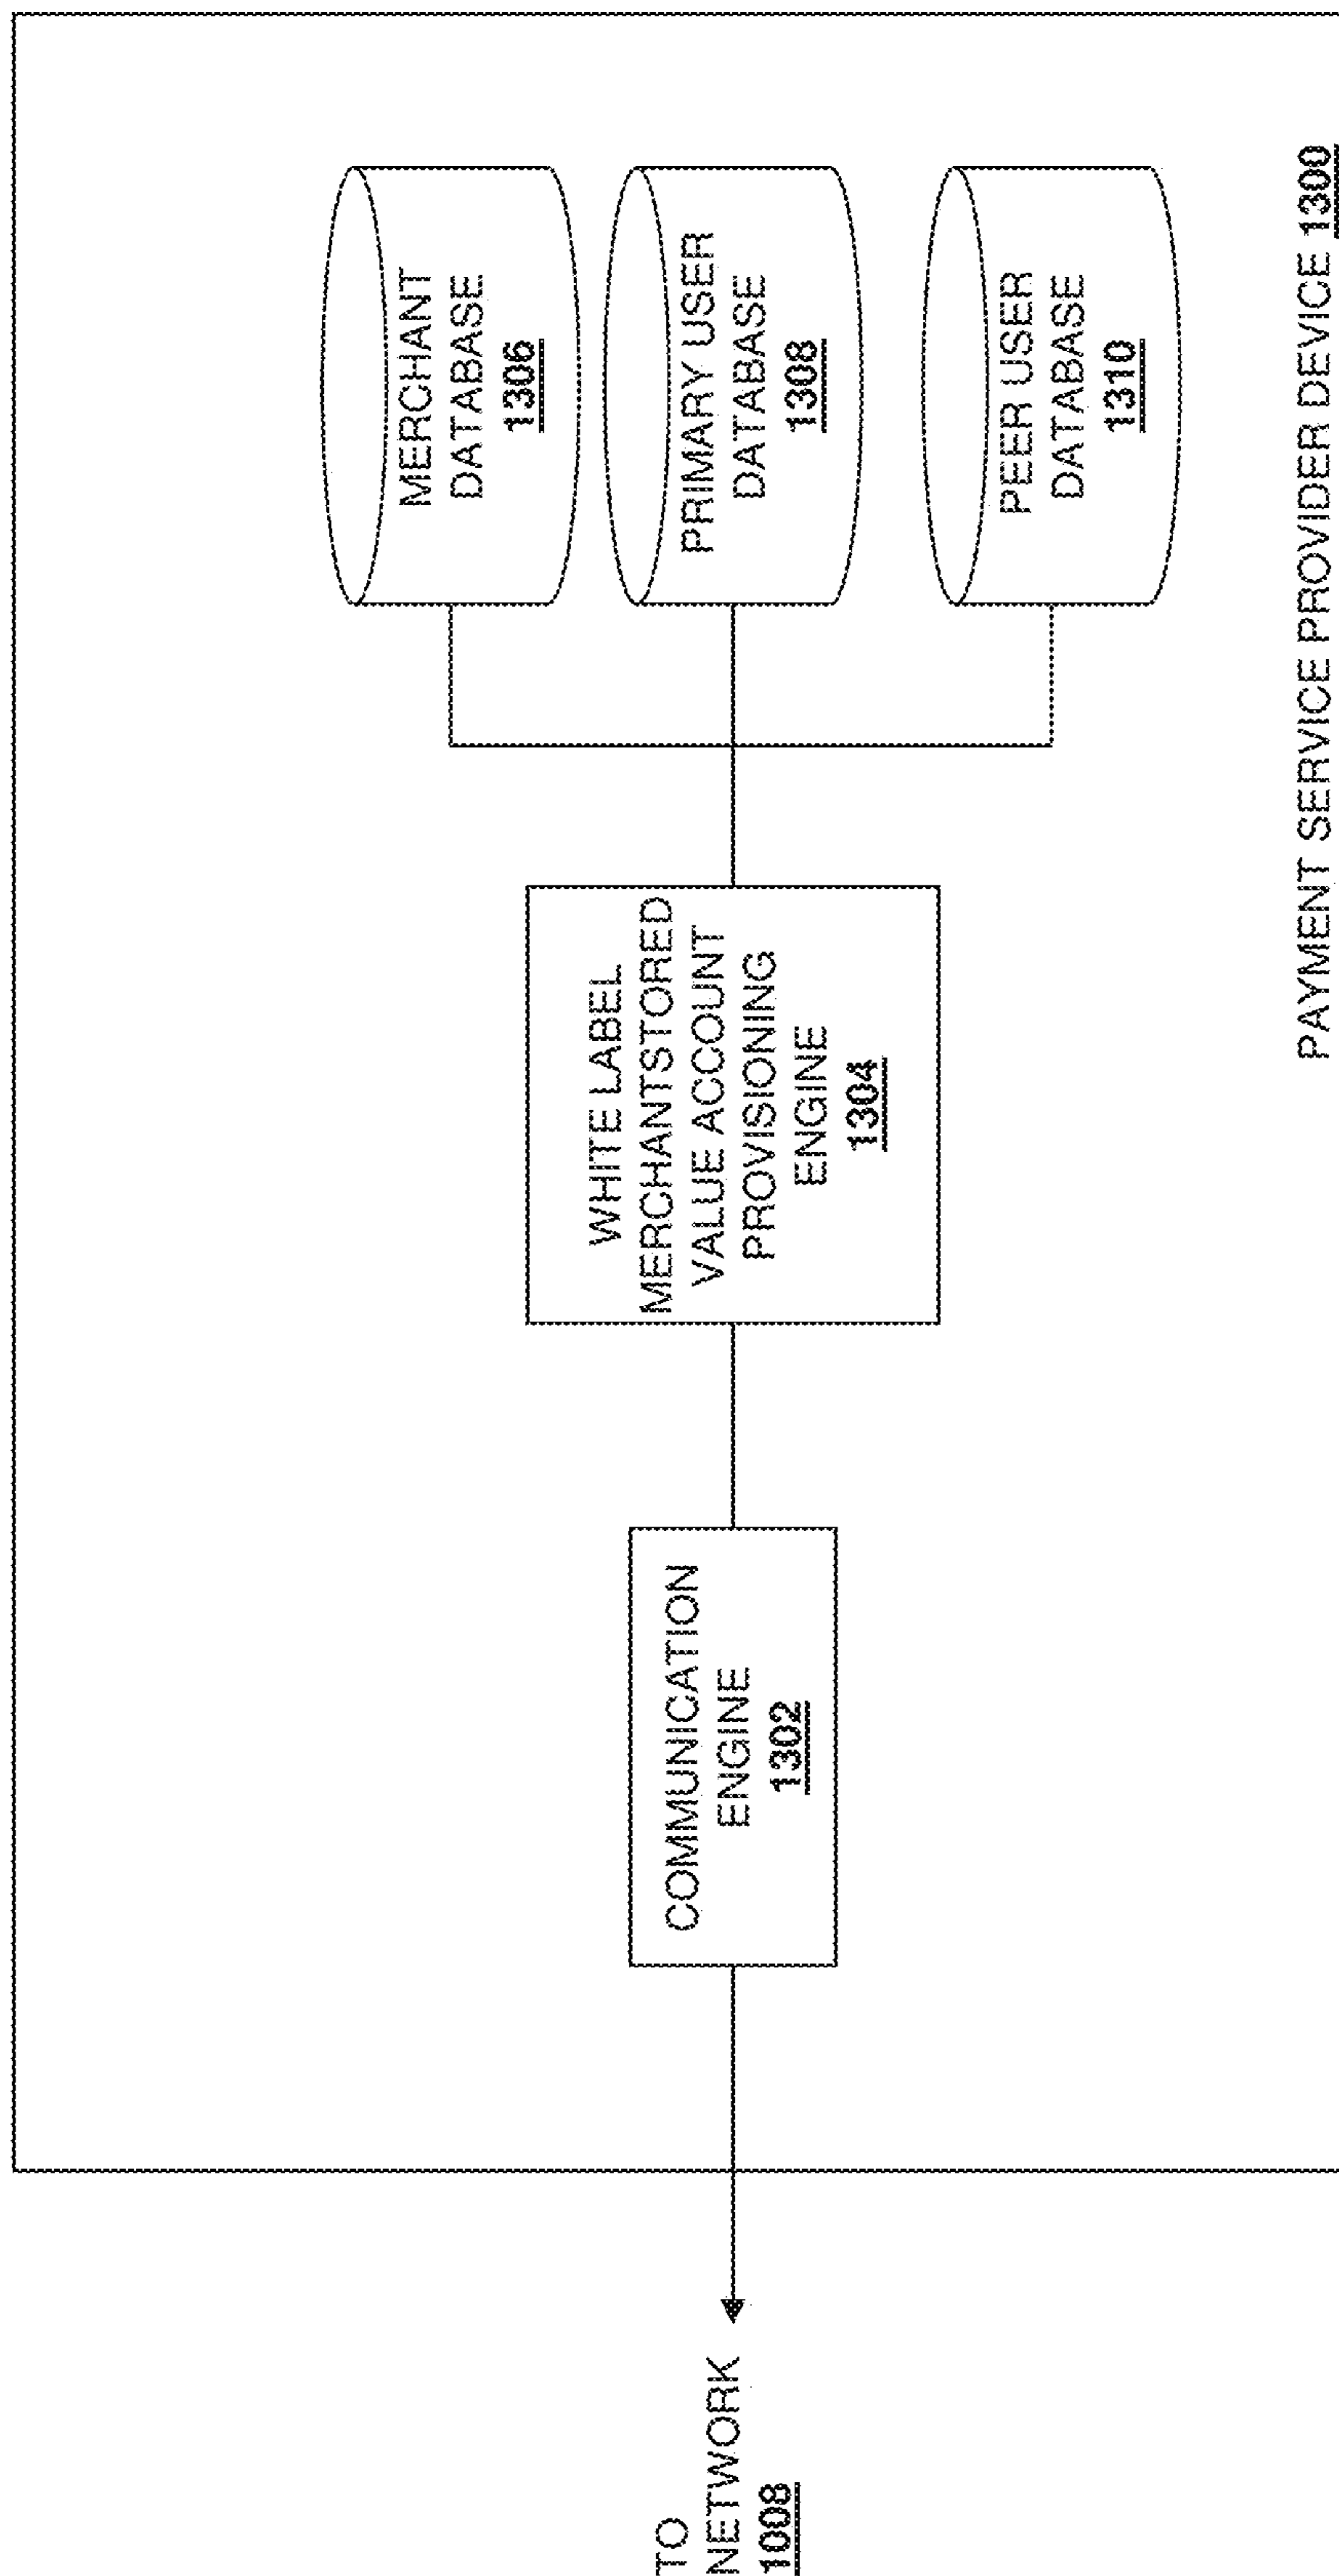 TO
NETWORK
1008
COMMUNICATION
ENGINE
1302
WHITE LABEL
MERCHANTSTORED
VALUE ACCOUNT
PROVISIONING
ENGINE
1304
MERCHANT
DATABASE
1306
PRIMARY USER
DATABASE
1308
PEER USER
DATABASE
1310
PAYMENT SERVICE PROVIDER DEVICE 1300